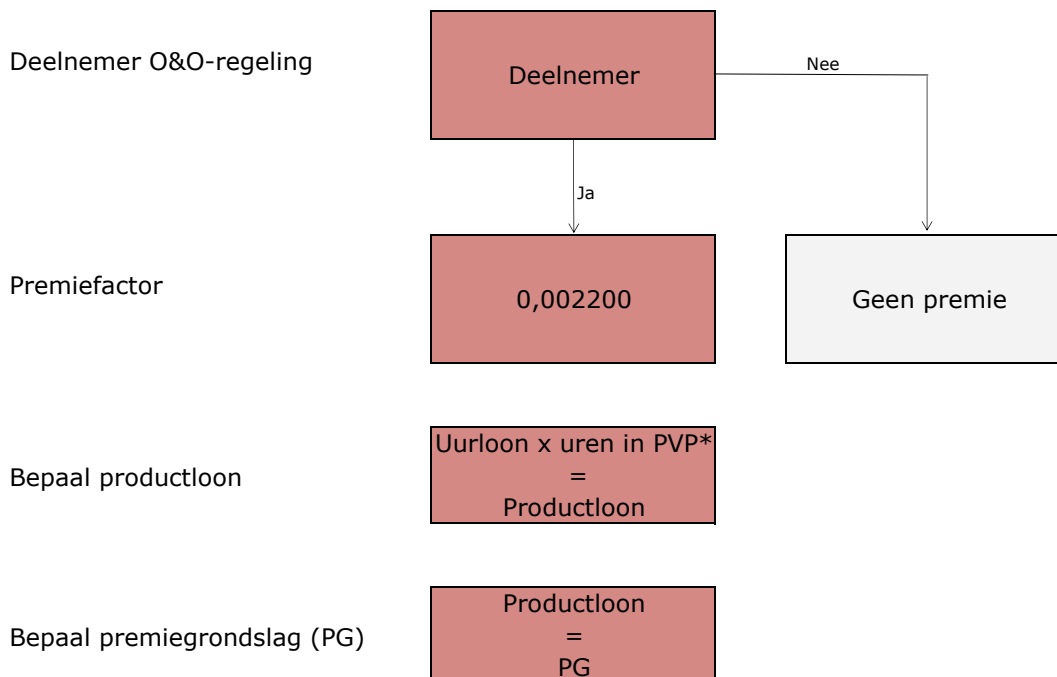 Deelnemer O&O-regeling
Deelnemer
Nee
Ja
Premiefactor
0,002200
Geen premie
Bepaal productloon
Uurloon x uren in PVP*
=
Productloon
Bepaal premiegrondslag (PG)
Productloon
=
PG